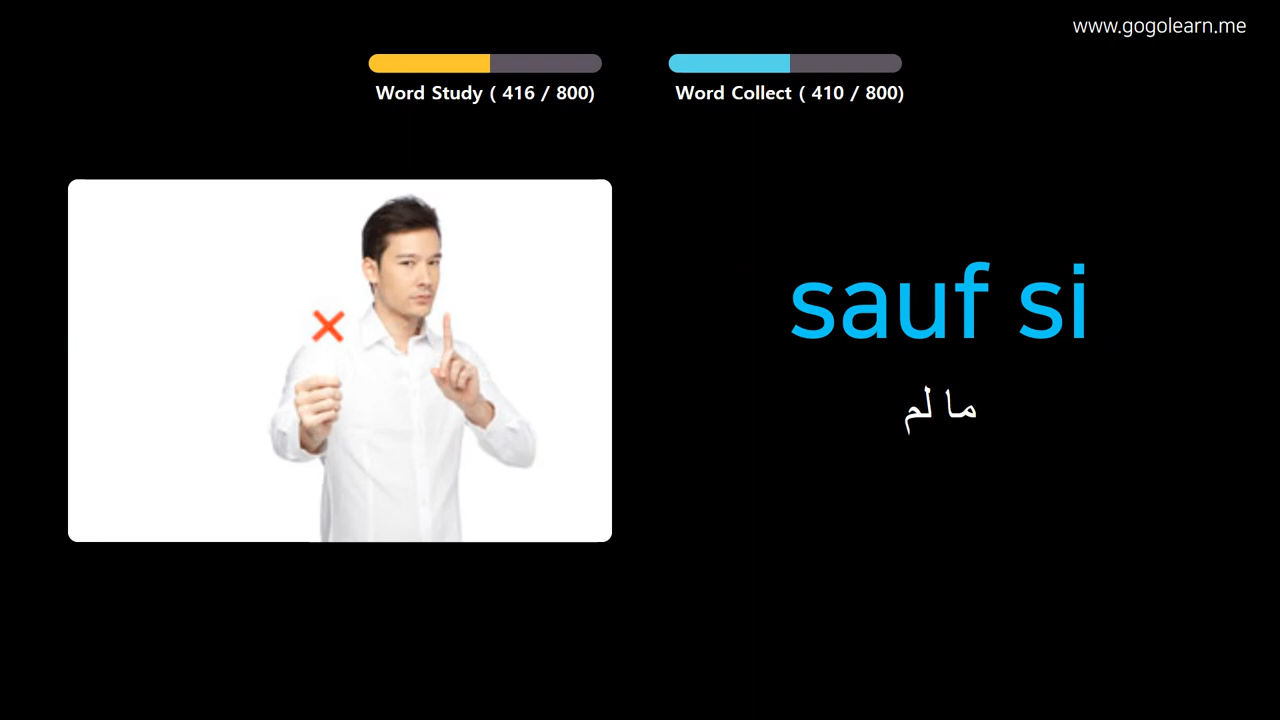 www.gogolearn.me
Word Study ( 416 / 800)
Word Collect ( 410 / 800)
sauf si
ما لم